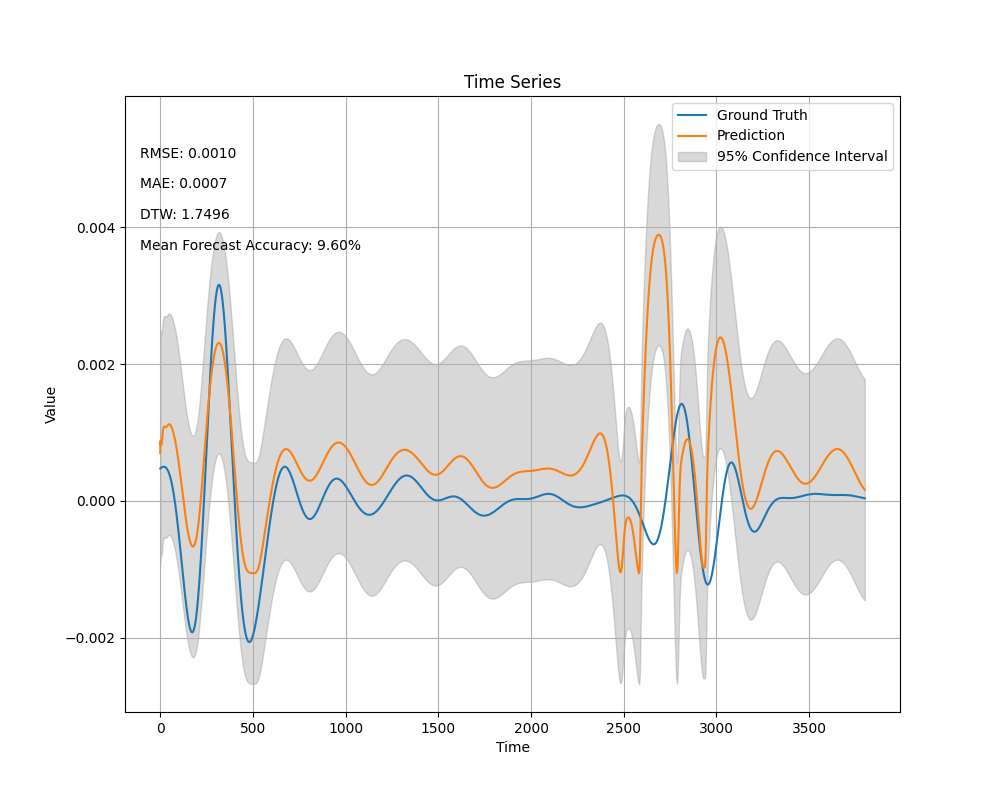 Time Series
Ground Truth
Prediction
95% Confidence Interval
RMSE: 0.0010
MAE: 0.0007
DTW: 1.7496
Mean Forecast Accuracy: 9.60%
0.004
0.002
0.000
−0.002
Value
0 500 1000 1500 2000 2500 3000 3500
Time